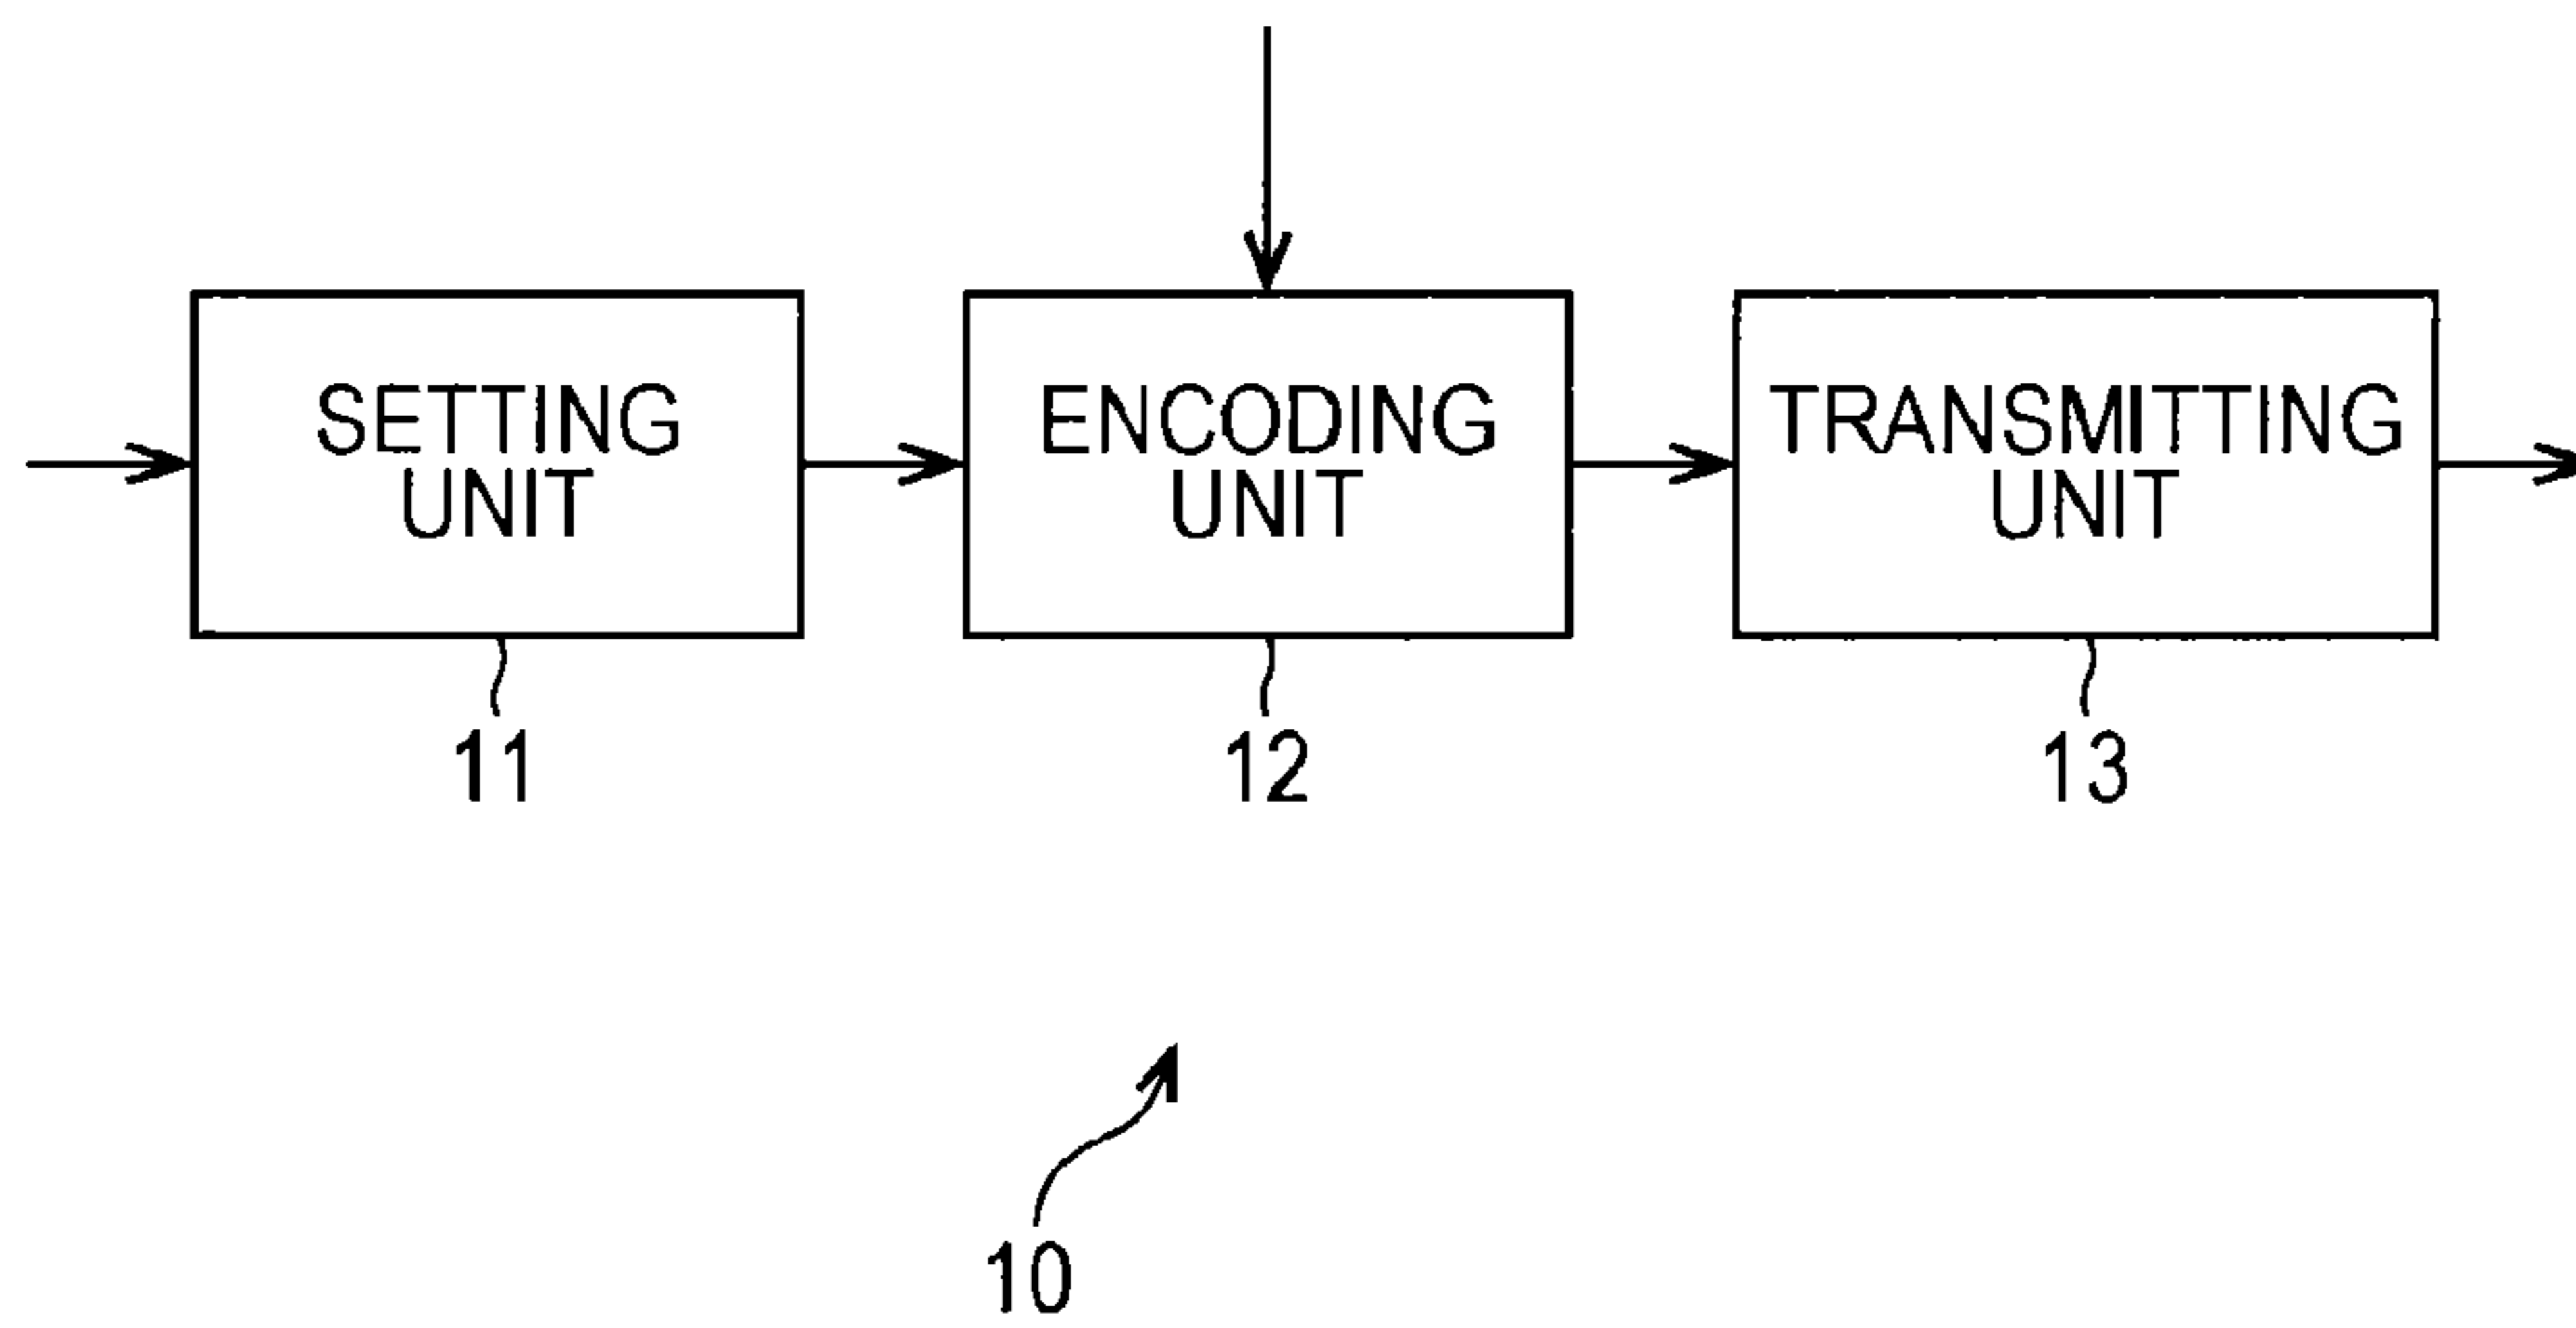 SETTING
UNIT
ENCODING
UNIT
TRANSMITTING
UNIT
11
12
13
10